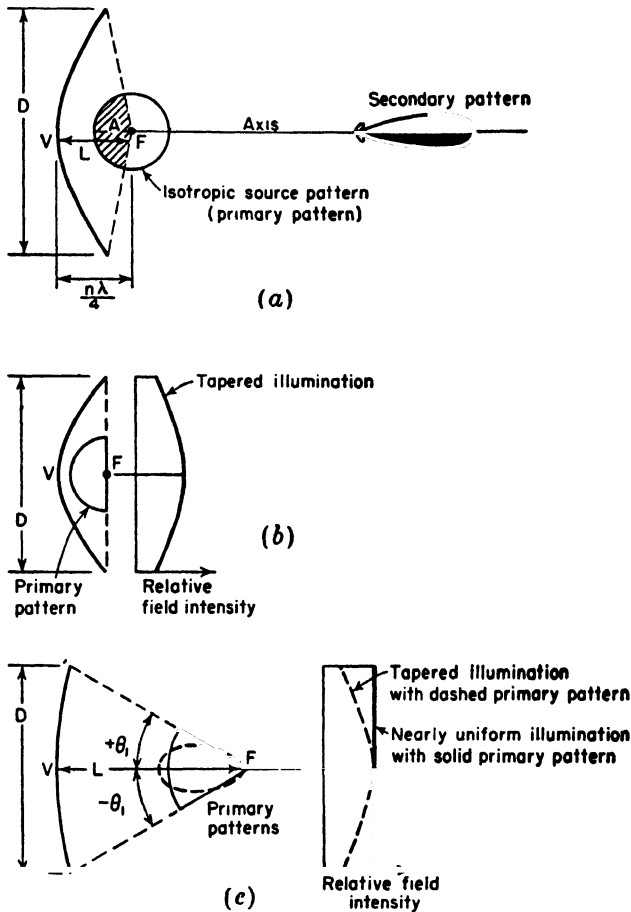 D
Secondary pattern
A
Axis
V
L
F
Isotropic source pattern
(primary pattern)
nλ
4
(a)
Tapered illumination
V
F
D
(b)
Primary
pattern
Relative
field intensity
D
Tapered illumination
with dashed primary pattern
+θ₁
F
Nearly uniform illumination
with solid primary pattern
V
L
-θ₁
Primary
patterns
Relative field
intensity
(c)